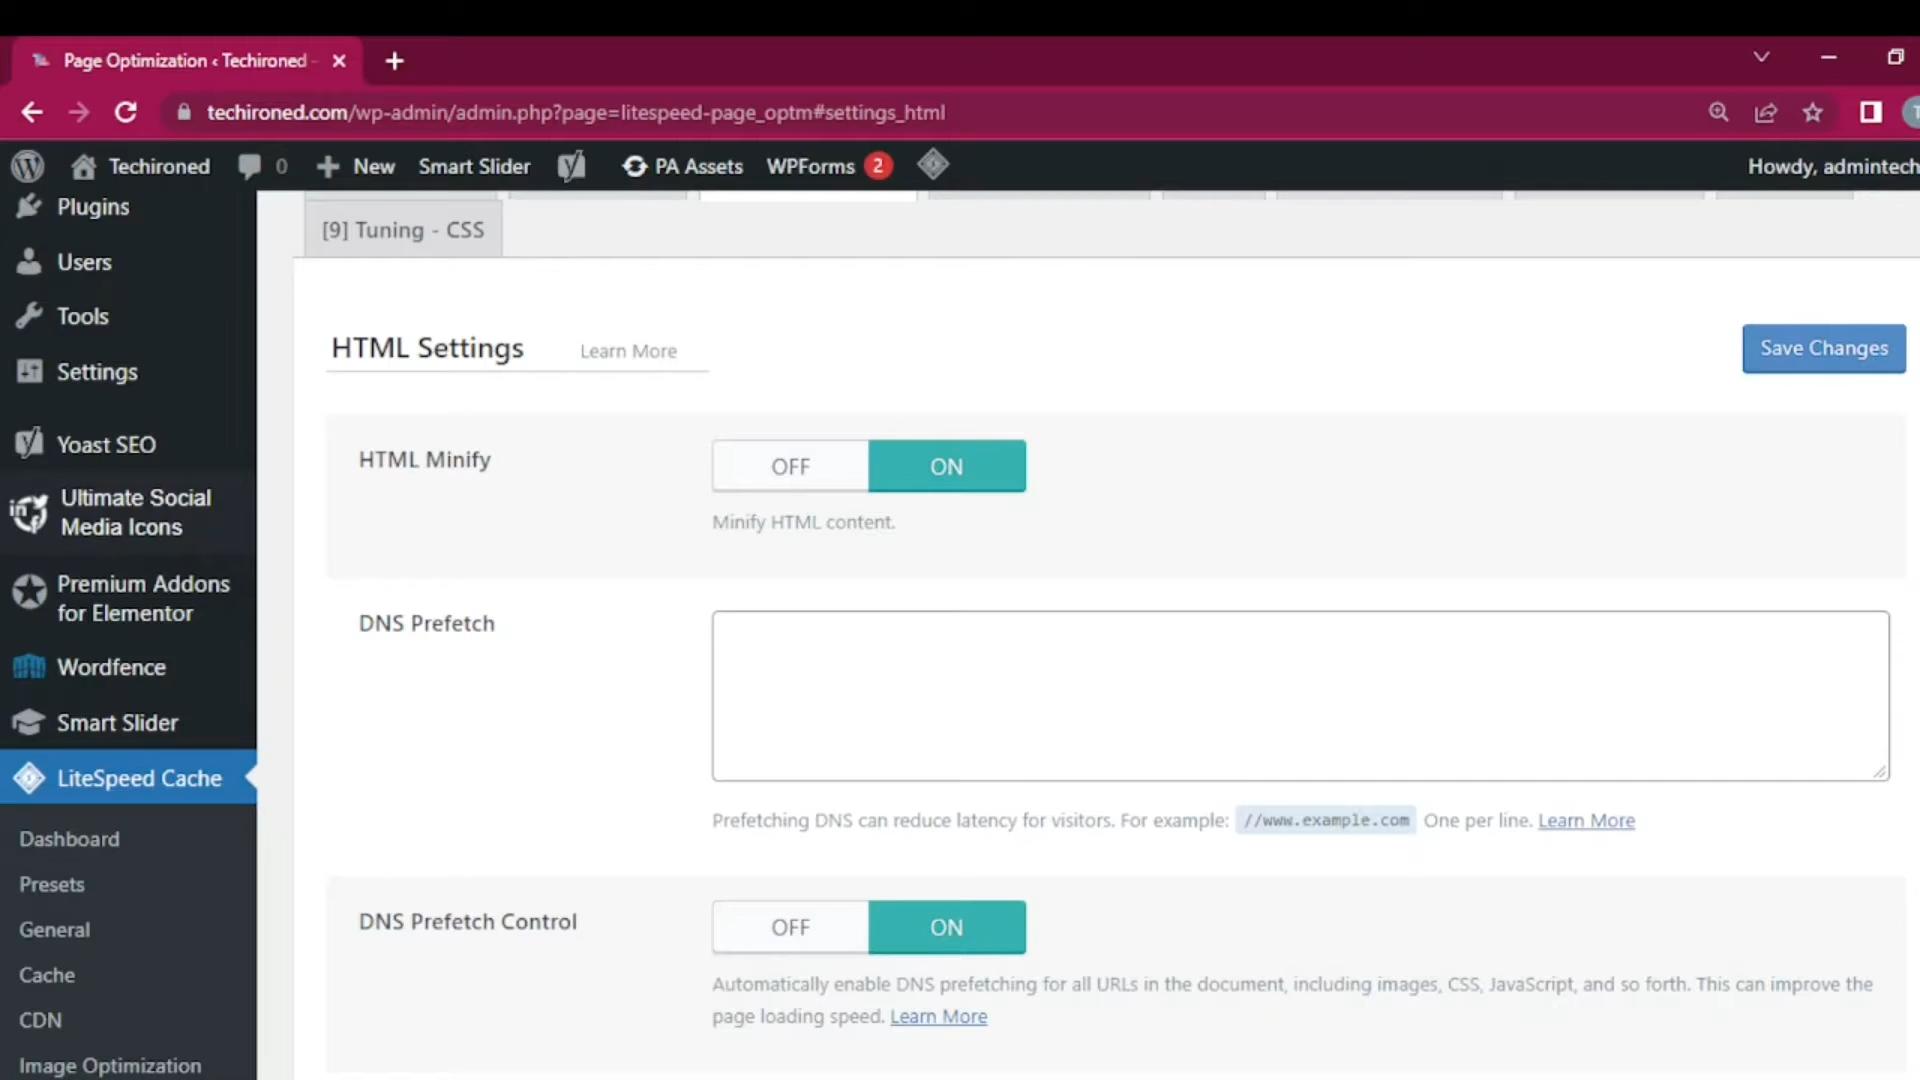 Page Optimization ‹ Techironed -
techironed.com/wp-admin/admin.php?page=litespeed-page_optm#settings_html
Techironed 0 New Smart Slider PA Assets WPForms 2 Howdy, admintech
Plugins
Users
Tools
Settings
Yoast SEO
Ultimate Social
Media Icons
Premium Addons
for Elementor
Wordfence
Smart Slider
LiteSpeed Cache
Dashboard
Presets
General
Cache
CDN
Image Optimization
[9] Tuning - CSS
HTML Settings Learn More
Save Changes
HTML Minify
OFF ON
Minify HTML content.
DNS Prefetch
Prefetching DNS can reduce latency for visitors. For example: //www.example.com One per line. Learn More
DNS Prefetch Control
OFF ON
Automatically enable DNS prefetching for all URLs in the document, including images, CSS, JavaScript, and so forth. This can improve the
page loading speed. Learn More